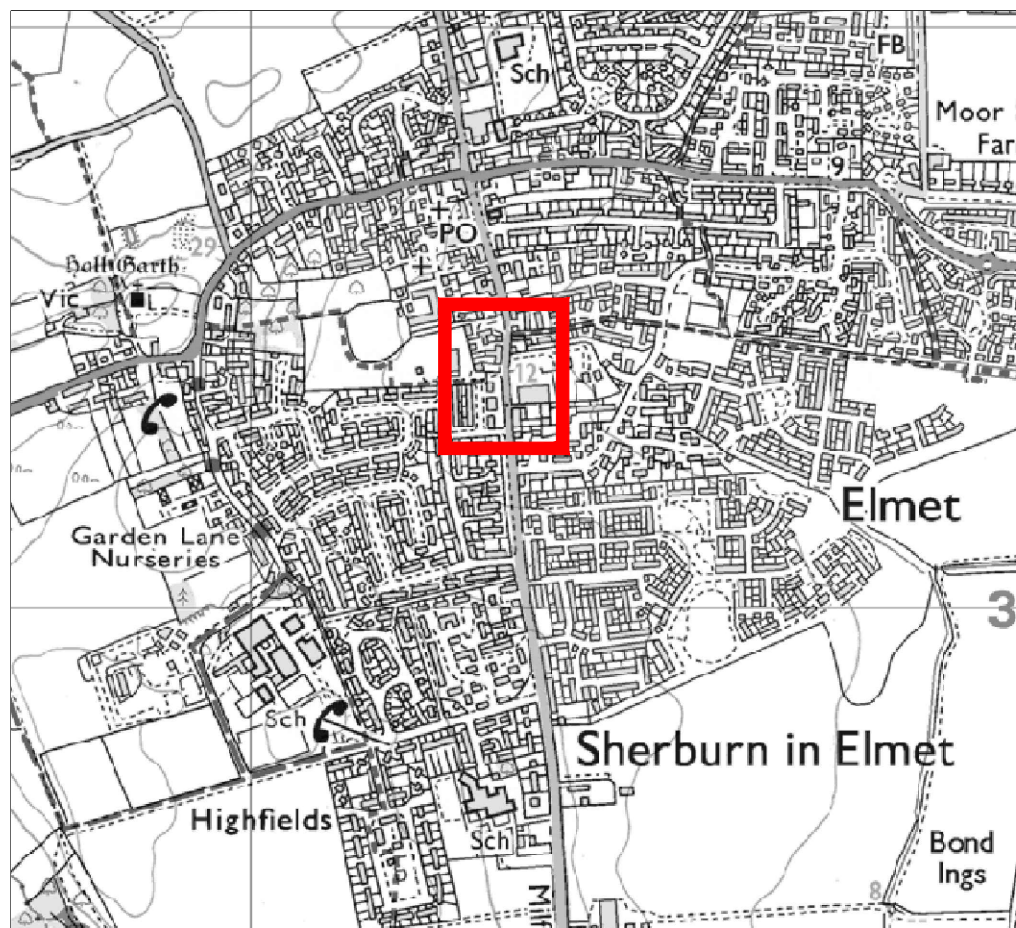 FB
Sch
Moor
Far
9
PO
29
Hall Garth
Vic
12
Elmet
Garden Lane
Nurseries
3
Sch
Sherburn in Elmet
Highfields
Sch
Bond
Ings
Milf
8